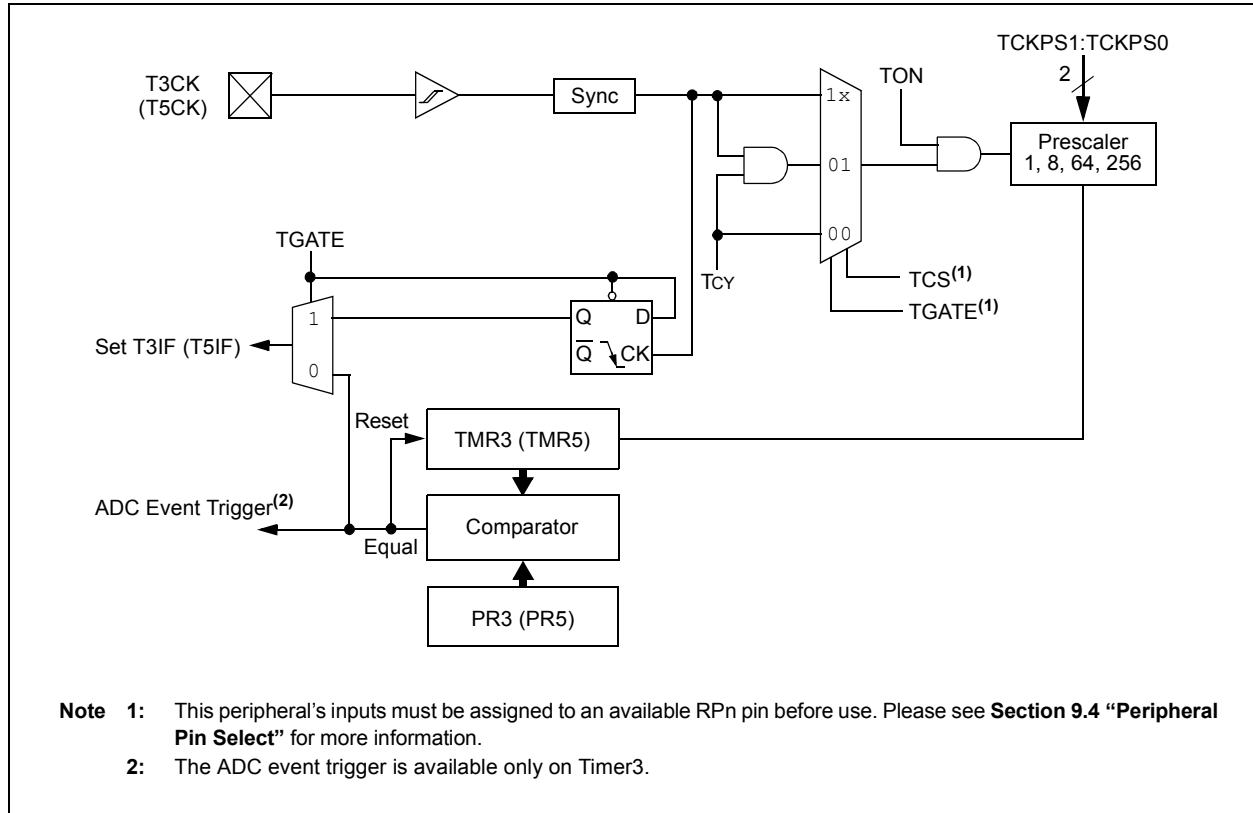 TCKPS1:TCKPS0
2
T3CK
(T5CK)
Sync
TON
1x
Prescaler
1, 8, 64, 256
01
00
TCY
TCS(1)
TGATE(1)
TGATE
1
Q D
Q CK
Set T3IF (T5IF)
0
Reset
TMR3 (TMR5)
ADC Event Trigger(2)
Comparator
Equal
PR3 (PR5)
Note 1: This peripheral’s inputs must be assigned to an available RPn pin before use. Please see Section 9.4 “Peripheral
Pin Select” for more information.
2: The ADC event trigger is available only on Timer3.